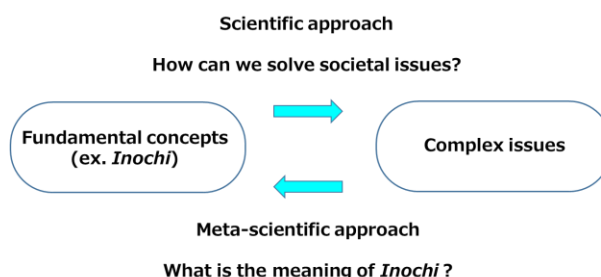 Scientific approach
How can we solve societal issues?
Fundamental concepts
(ex. Inochi)
Complex issues
Meta-scientific approach
What is the meaning of Inochi ?